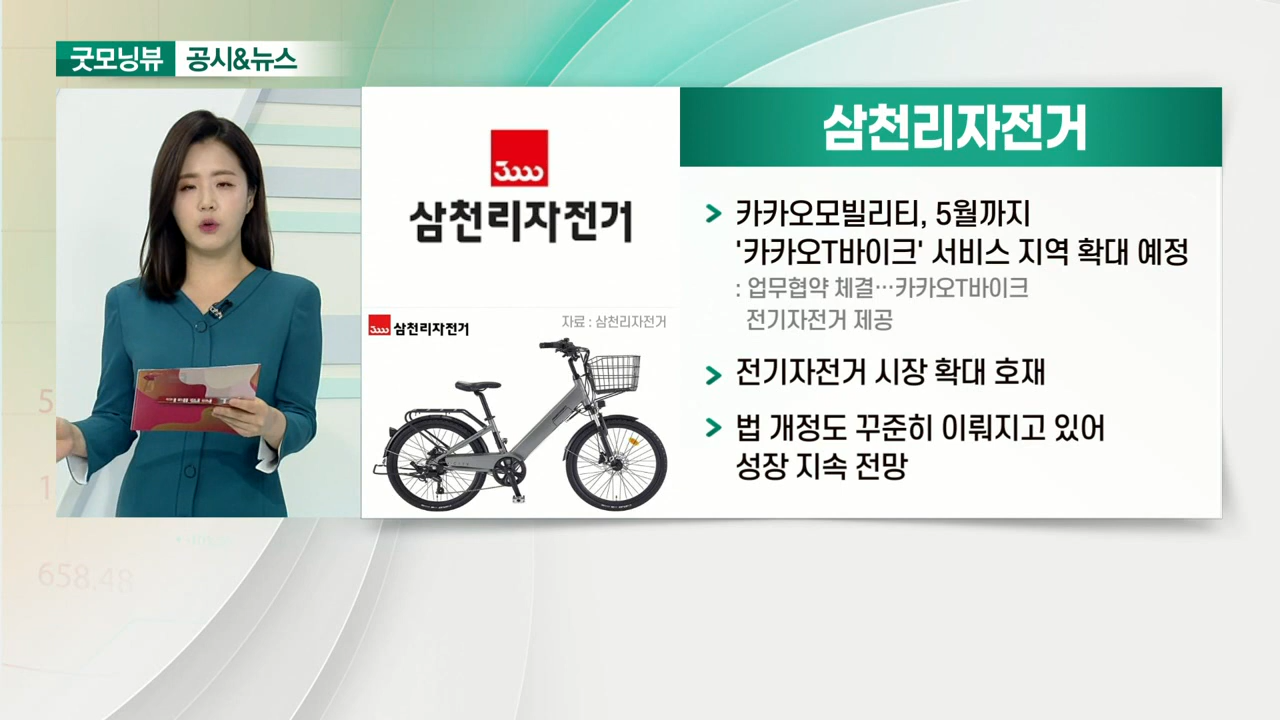 굿모닝뷰 공시&뉴스
삼천리자전거
3000
삼천리자전거
카카오모빌리티, 5월까지
'카카오T바이크' 서비스 지역 확대 예정
: 업무협약 체결…카카오T바이크
전기자전거 제공
자료 : 삼천리자전거
삼천리자전거
전기자전거 시장 확대 호재
법 개정도 꾸준히 이뤄지고 있어
성장 지속 전망
658.48